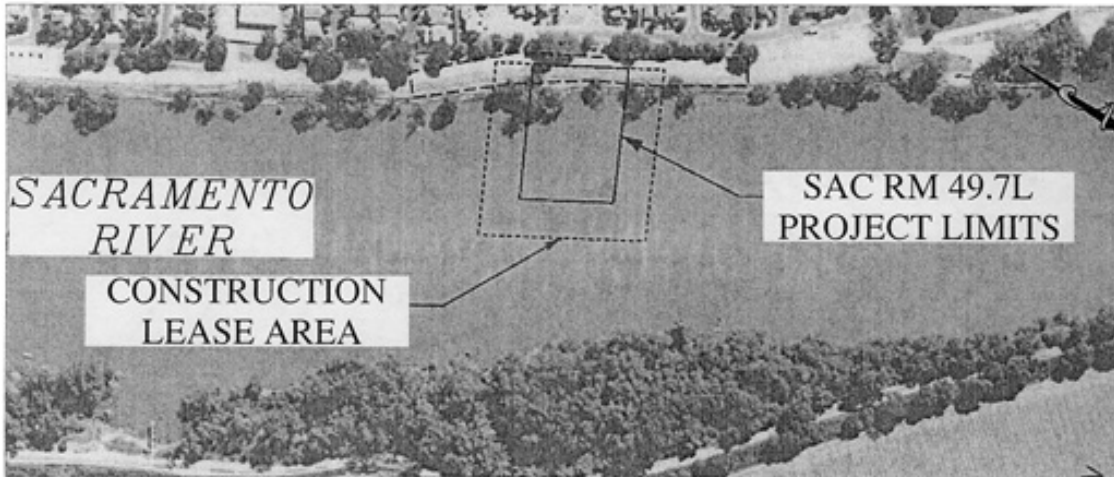 SACRAMENTO
RIVER
SAC RM 49.7L
PROJECT LIMITS
CONSTRUCTION
LEASE AREA